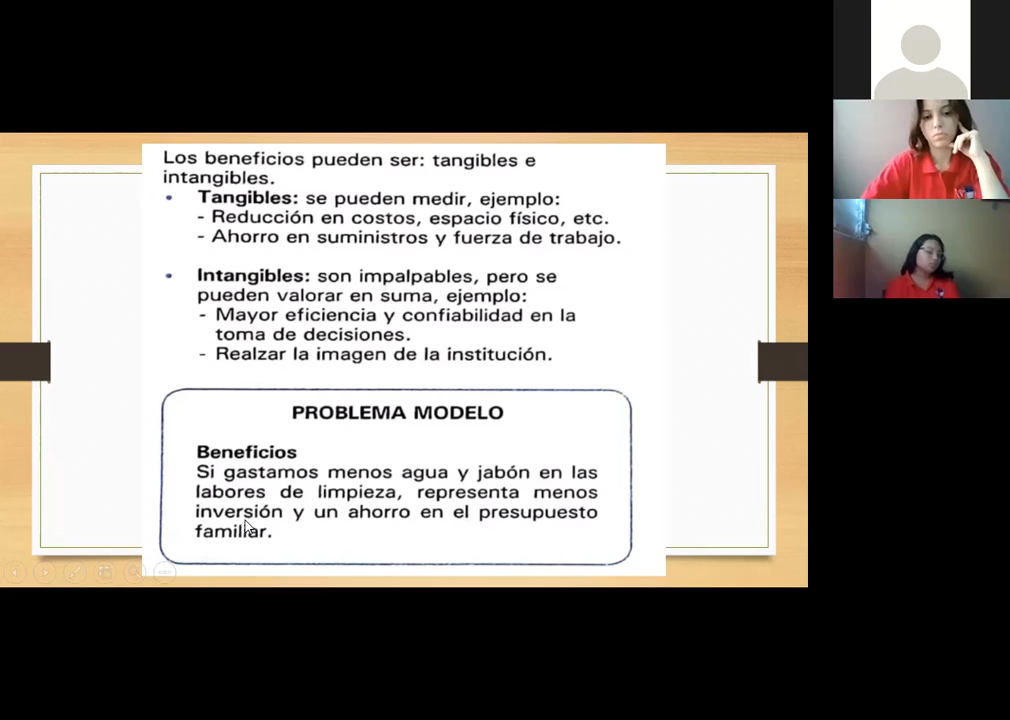 Los beneficios pueden ser: tangibles e
intangibles.
• Tangibles: se pueden medir, ejemplo:
- Reducción en costos, espacio físico, etc.
- Ahorro en suministros y fuerza de trabajo.
• Intangibles: son impalpables, pero se
pueden valorar en suma, ejemplo:
- Mayor eficiencia y confiabilidad en la
toma de decisiones.
- Realzar la imagen de la institución.
PROBLEMA MODELO
Beneficios
Si gastamos menos agua y jabón en las
labores de limpieza, representa menos
inversión y un ahorro en el presupuesto
familiar.